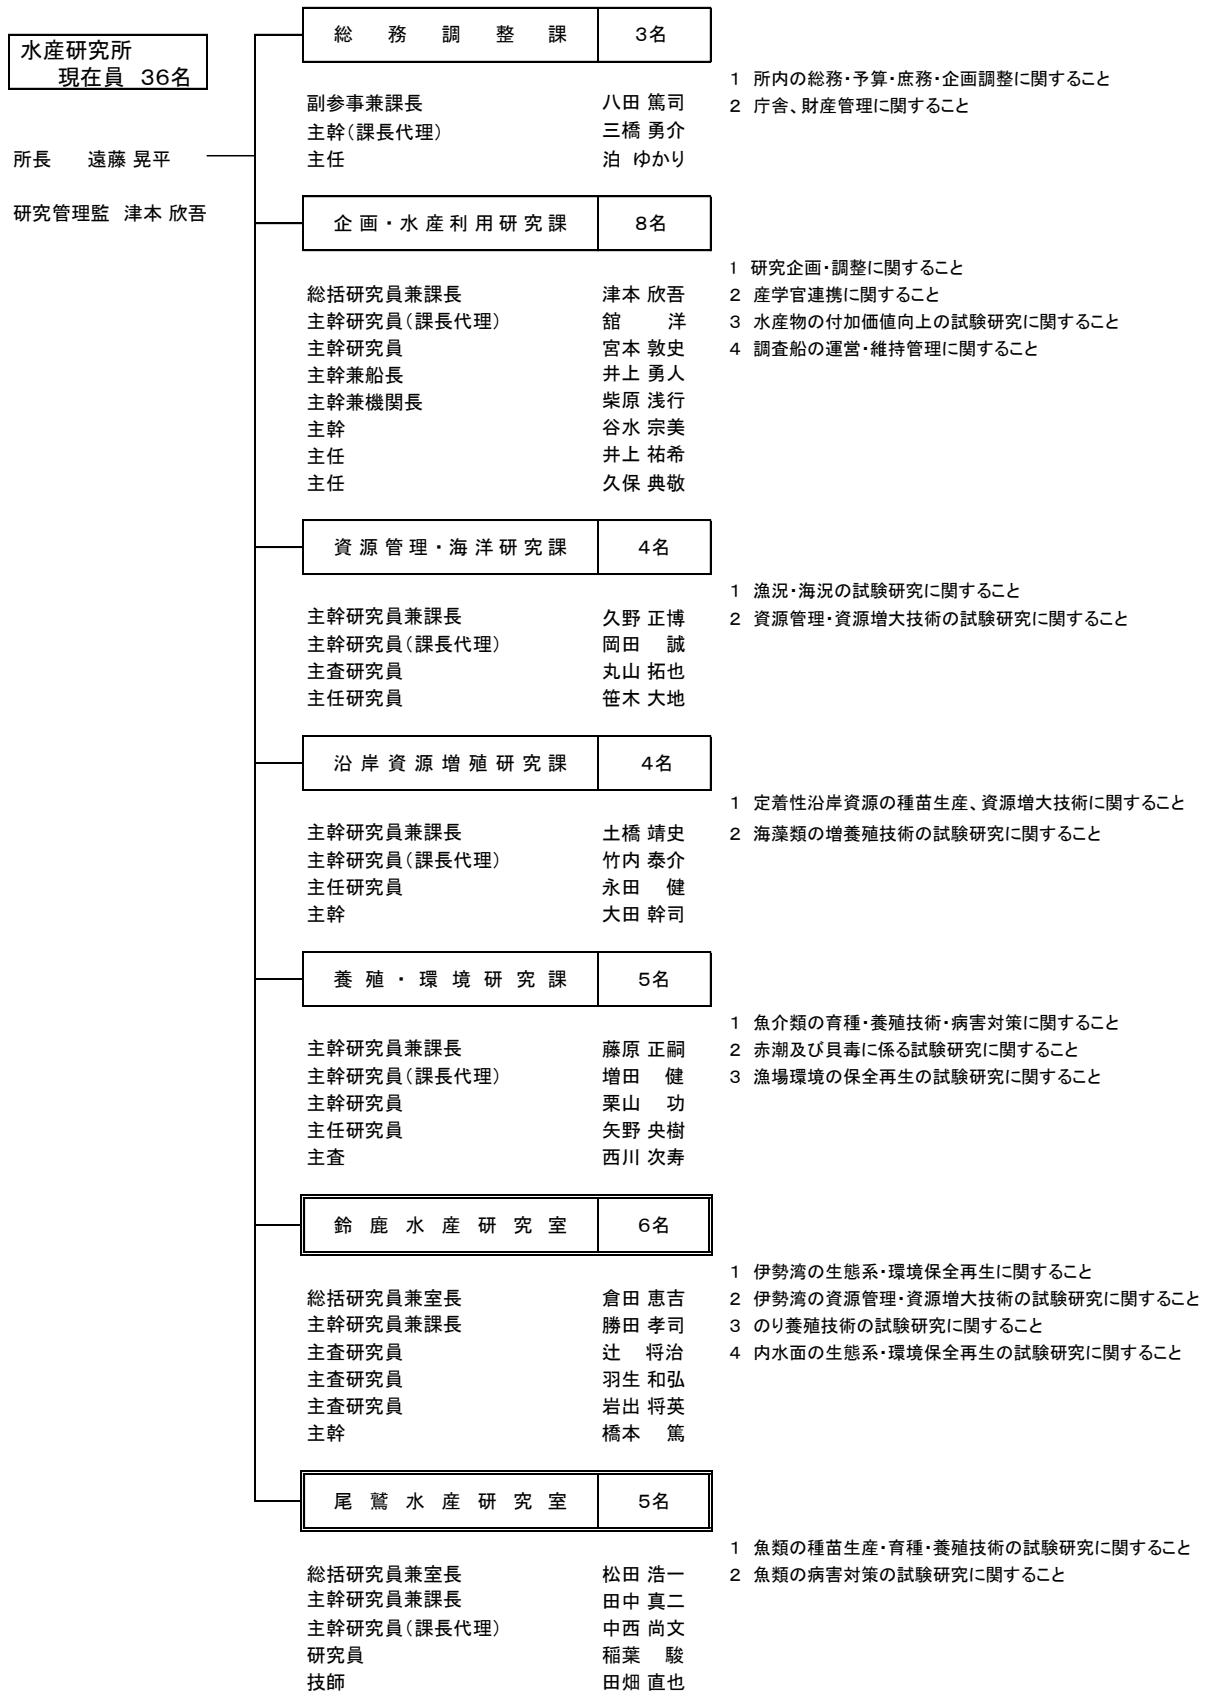 水産研究所
現在員 36名
所長 遠藤 晃平
研究管理監 津本 欣吾
総務調整課 3名
1 所内の総務・予算・庶務・企画調整に関すること
副参事兼課長 八田 篤司 2 庁舎、財産管理に関すること
主幹(課長代理) 三橋 勇介
主任 泊 ゆかり
企画・水産利用研究課 8名
1 研究企画・調整に関すること
総括研究員兼課長 津本 欣吾 2 産学官連携に関すること
主幹研究員(課長代理) 舘 洋 3 水産物の付加価値向上の試験研究に関すること
主幹研究員 宮本 敦史 4 調査船の運営・維持管理に関すること
主幹兼船長 井上 勇人
主幹兼機関長 柴原 浅行
主幹 谷水 宗美
主任 井上 祐希
主任 久保 典敬
資源管理・海洋研究課 4名
1 漁況・海況の試験研究に関すること
主幹研究員兼課長 久野 正博 2 資源管理・資源増大技術の試験研究に関すること
主幹研究員(課長代理) 岡田 誠
主査研究員 丸山 拓也
主任研究員 笹木 大地
沿岸資源増殖研究課 4名
1 定着性沿岸資源の種苗生産、資源増大技術に関すること
主幹研究員兼課長 土橋 靖史 2 海藻類の増養殖技術の試験研究に関すること
主幹研究員(課長代理) 竹内 泰介
主任研究員 永田 健
主幹 大田 幹司
養殖・環境研究課 5名
1 魚介類の育種・養殖技術・病害対策に関すること
主幹研究員兼課長 藤原 正嗣 2 赤潮及び貝毒に係る試験研究に関すること
主幹研究員(課長代理) 増田 健 3 漁場環境の保全再生の試験研究に関すること
主幹研究員 栗山 功
主任研究員 矢野 央樹
主査 西川 次寿
鈴鹿水産研究室 6名
1 伊勢湾の生態系・環境保全再生に関すること
総括研究員兼室長 倉田 恵吉 2 伊勢湾の資源管理・資源増大技術の試験研究に関すること
主幹研究員兼課長 勝田 孝司 3 のり養殖技術の試験研究に関すること
主査研究員 辻 将治 4 内水面の生態系・環境保全再生の試験研究に関すること
主査研究員 羽生 和弘
主査研究員 岩出 将英
主幹 橋本 篤
尾鷲水産研究室 5名
1 魚類の種苗生産・育種・養殖技術の試験研究に関すること
総括研究員兼室長 松田 浩一 2 魚類の病害対策の試験研究に関すること
主幹研究員兼課長 田中 真二
主幹研究員(課長代理) 中西 尚文
研究員 稲葉 駿
技師 田畑 直也